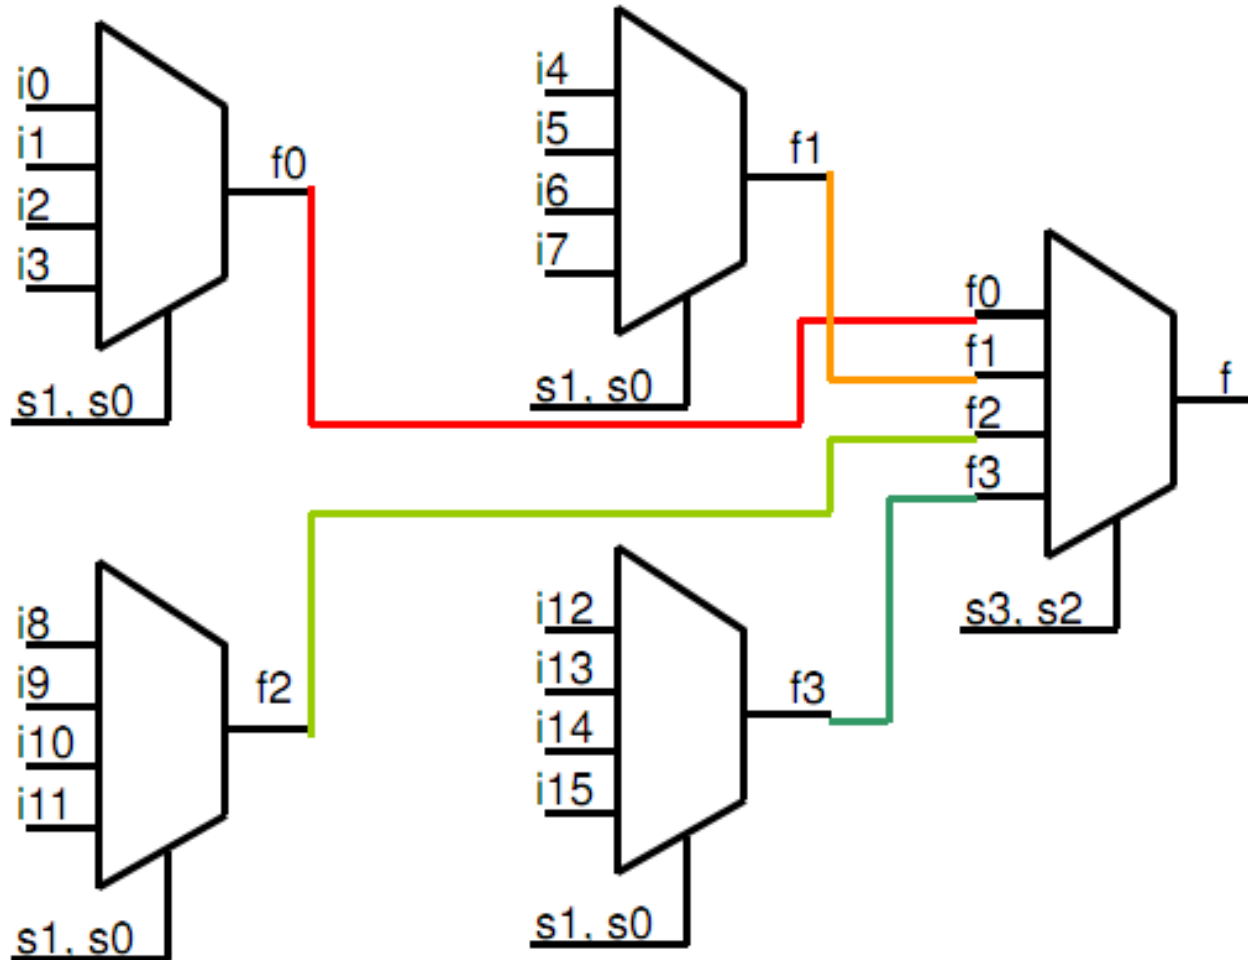 i0
i1
i2
i3
f0
s1, s0
i4
i5
i6
i7
f1
s1, s0
f0
f1
f2
f3
f
s3, s2
i8
i9
i10
i11
f2
s1, s0
i12
i13
i14
i15
f3
s1, s0